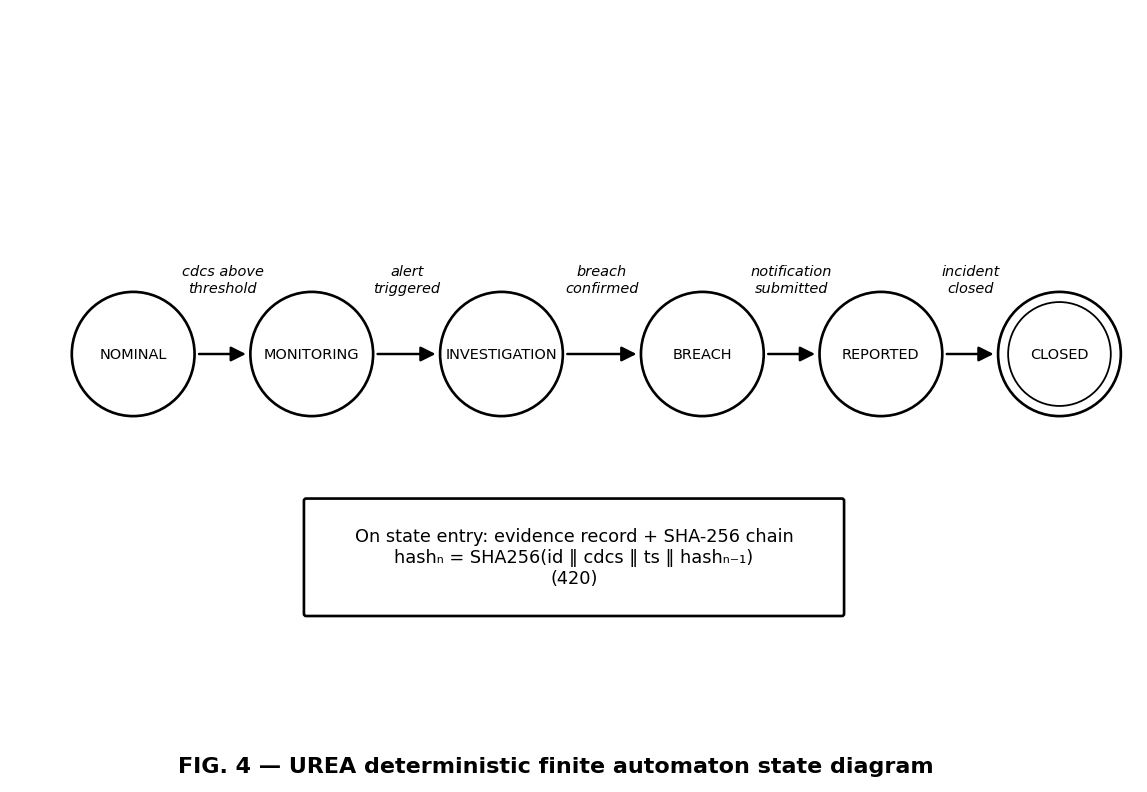 cdcs above
threshold
alert
triggered
breach
confirmed
notification
submitted
incident
closed
NOMINAL
MONITORING
INVESTIGATION
BREACH
REPORTED
CLOSED
On state entry: evidence record + SHA-256 chain
hashₙ = SHA256(id ‖ cdcs ‖ ts ‖ hashₙ₋₁)
(420)
FIG. 4 — UREA deterministic finite automaton state diagram